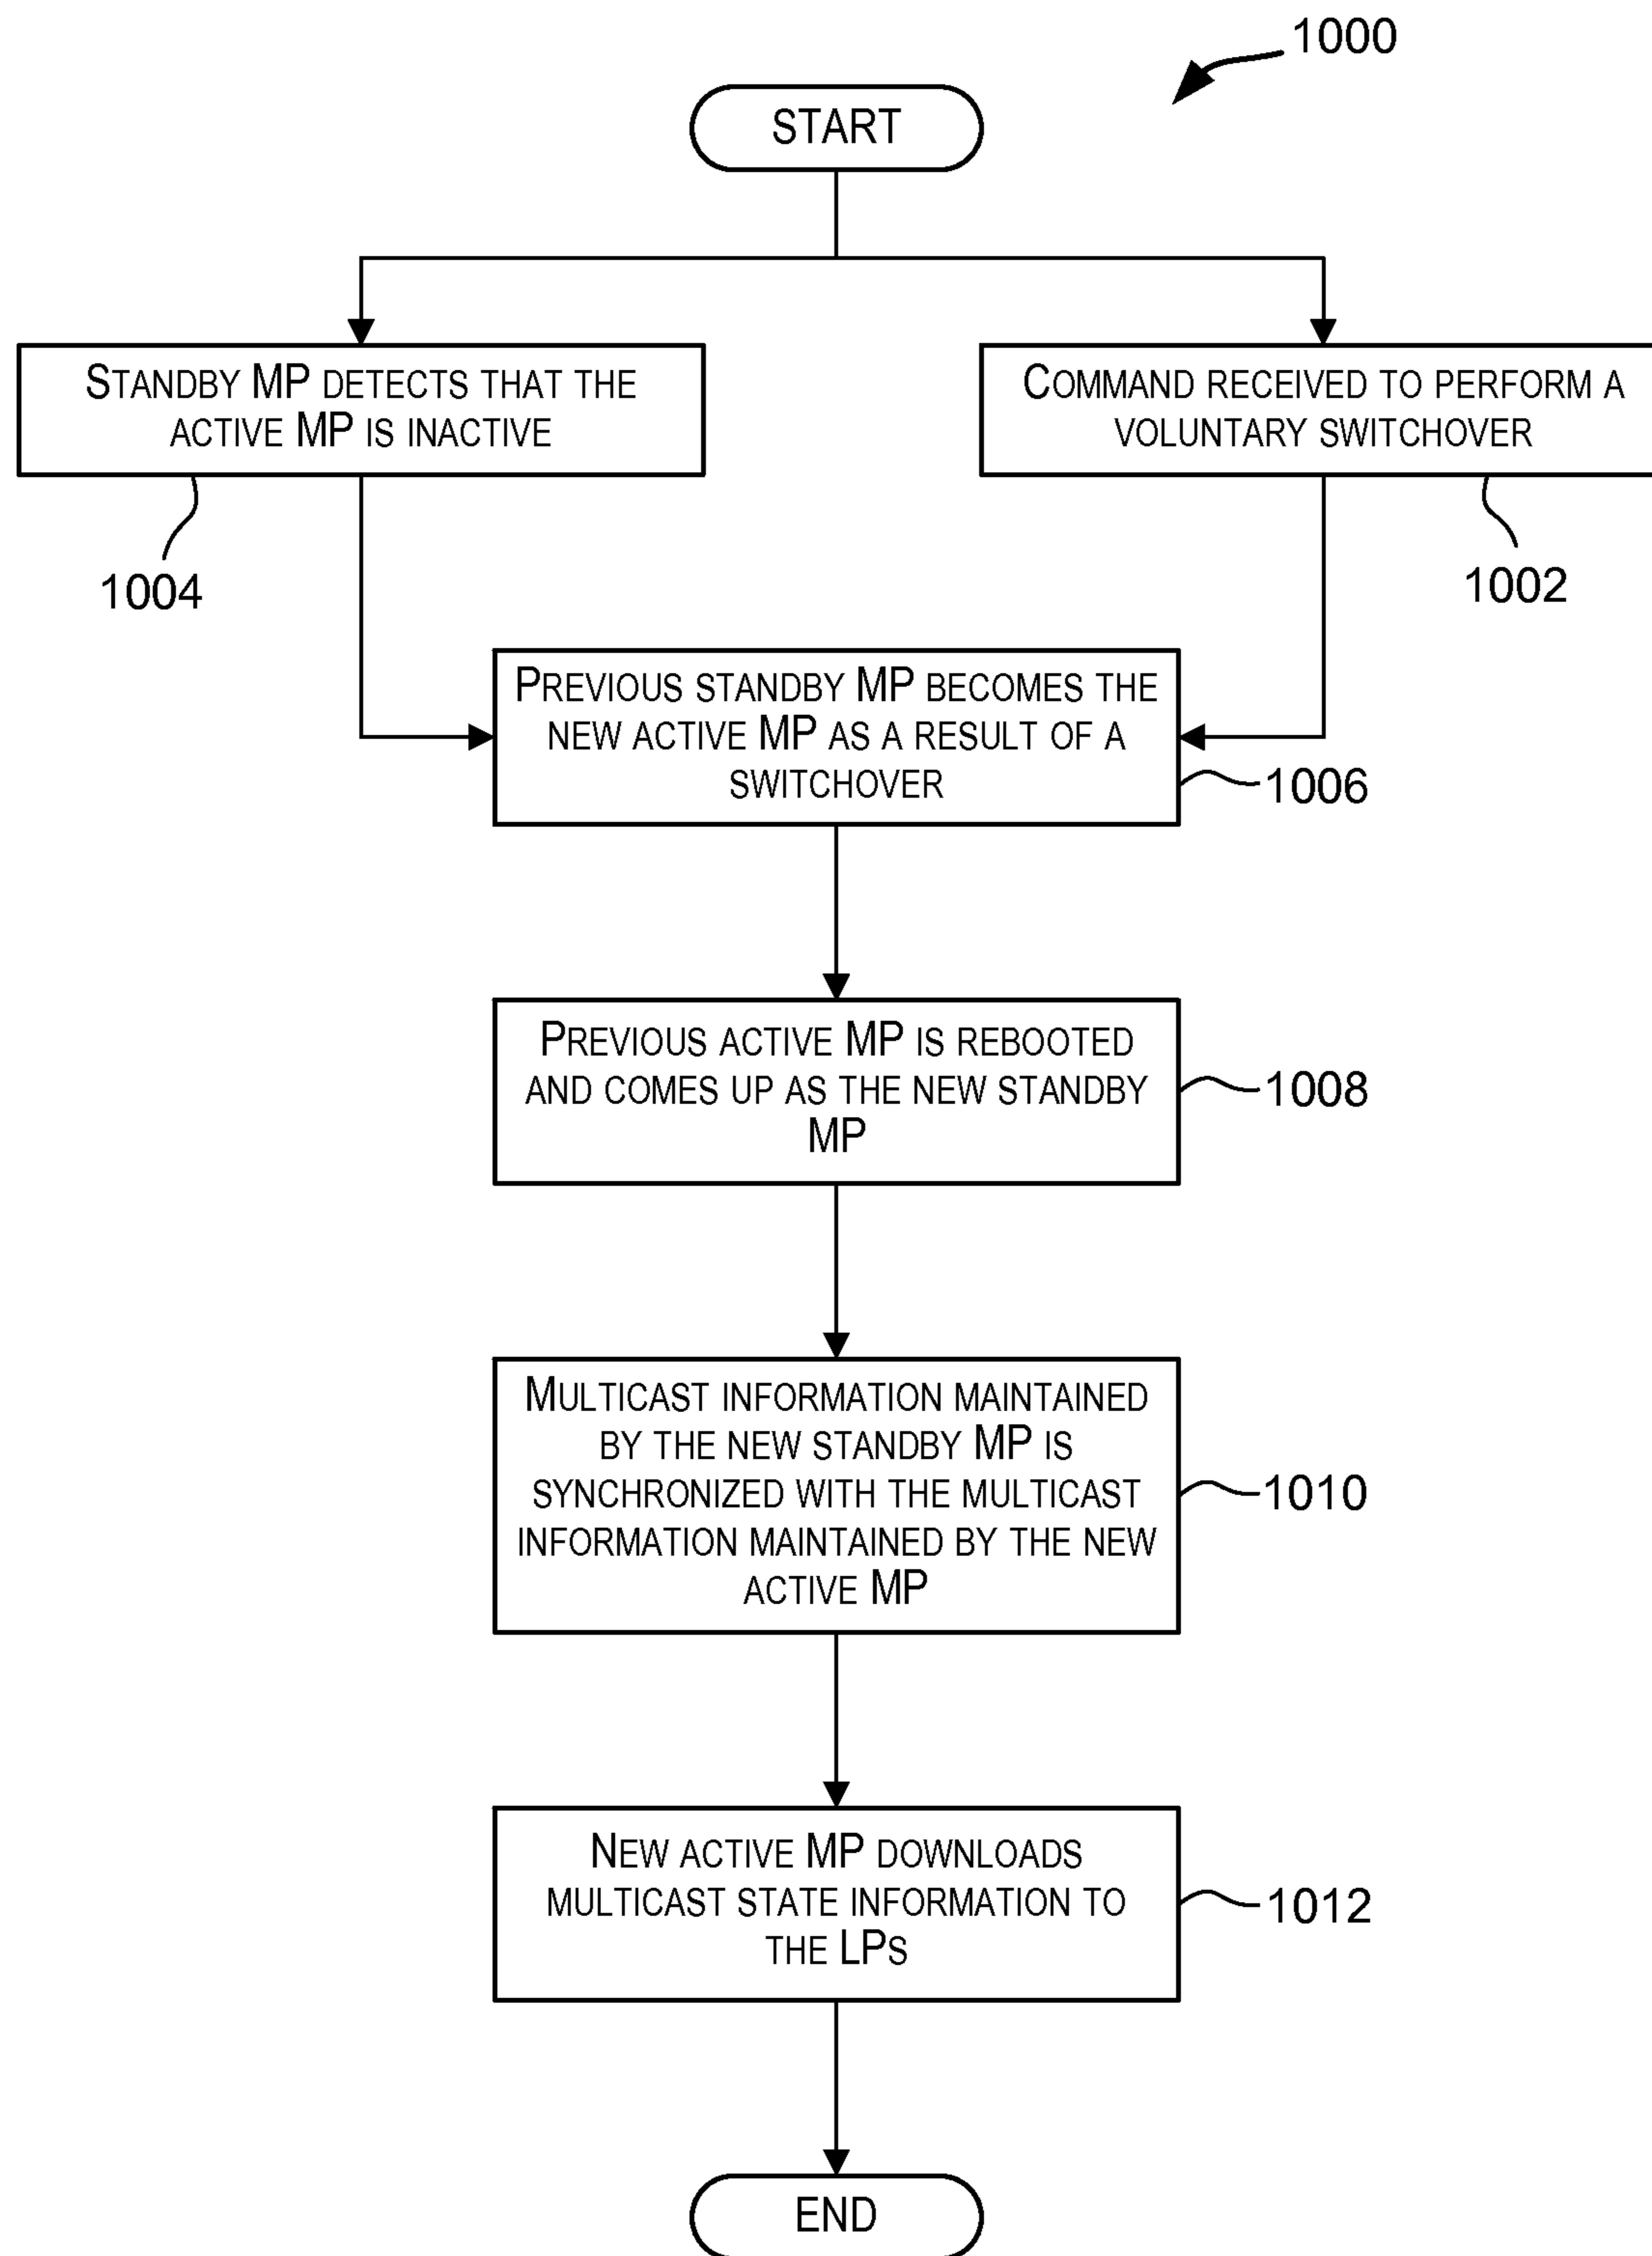 1000
START
STANDBY MP DETECTS THAT THE
ACTIVE MP IS INACTIVE
COMMAND RECEIVED TO PERFORM A
VOLUNTARY SWITCHOVER
1004
1002
PREVIOUS STANDBY MP BECOMES THE
NEW ACTIVE MP AS A RESULT OF A
SWITCHOVER
1006
PREVIOUS ACTIVE MP IS REBOOTED
AND COMES UP AS THE NEW STANDBY
MP
1008
MULTICAST INFORMATION MAINTAINED
BY THE NEW STANDBY MP IS
SYNCHRONIZED WITH THE MULTICAST
INFORMATION MAINTAINED BY THE NEW
ACTIVE MP
1010
NEW ACTIVE MP DOWNLOADS
MULTICAST STATE INFORMATION TO
THE LPS
1012
END